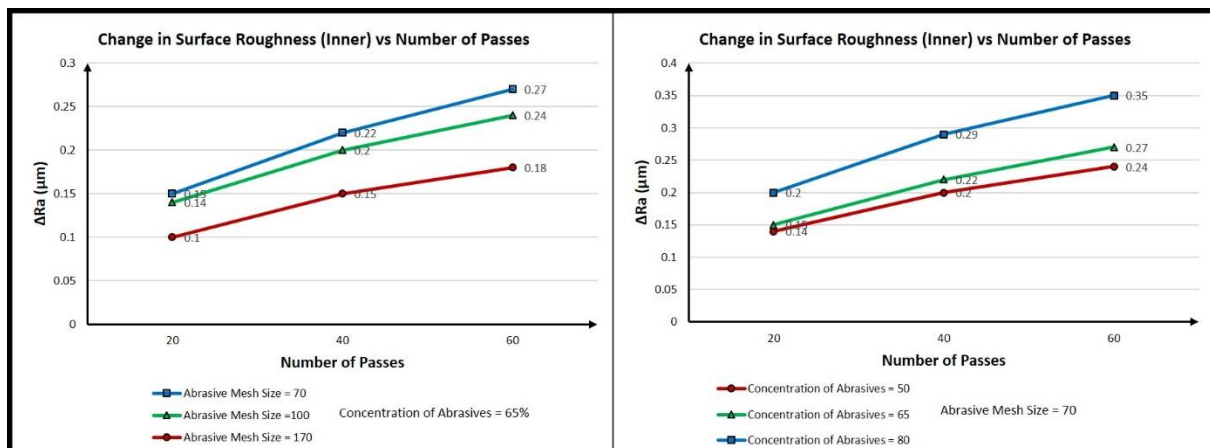 Change in Surface Roughness (Inner) vs Number of Passes
0.3
0.25
0.2
0.15
0.1
0.05
0
ΔRa (μm)
0.27
0.24
0.22
0.2
0.18
0.15
0.15
0.14
0.1
20 40 60
Number of Passes
Abrasive Mesh Size = 70
Abrasive Mesh Size =100
Abrasive Mesh Size = 170
Concentration of Abrasives = 65%
Change in Surface Roughness (Inner) vs Number of Passes
0.4
0.35
0.3
0.25
0.2
0.15
0.1
0.05
0
ΔRa (μm)
0.35
0.29
0.27
0.24
0.22
0.2
0.2
0.15
0.14
20 40 60
Number of Passes
Concentration of Abrasives = 50
Concentration of Abrasives = 65
Concentration of Abrasives = 80
Abrasive Mesh Size = 70